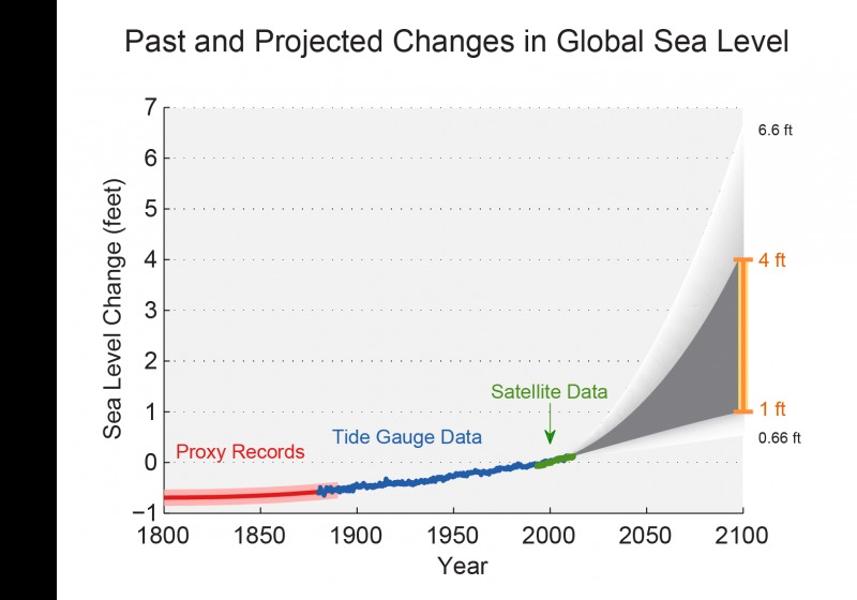 Past and Projected Changes in Global Sea Level
7
6.6 ft
6
5
4
4 ft
3
2
Satellite Data
1
1 ft
Tide Gauge Data
0.66 ft
Proxy Records
0
−1
Sea Level Change (feet)
1800 1850 1900 1950 2000 2050 2100
Year